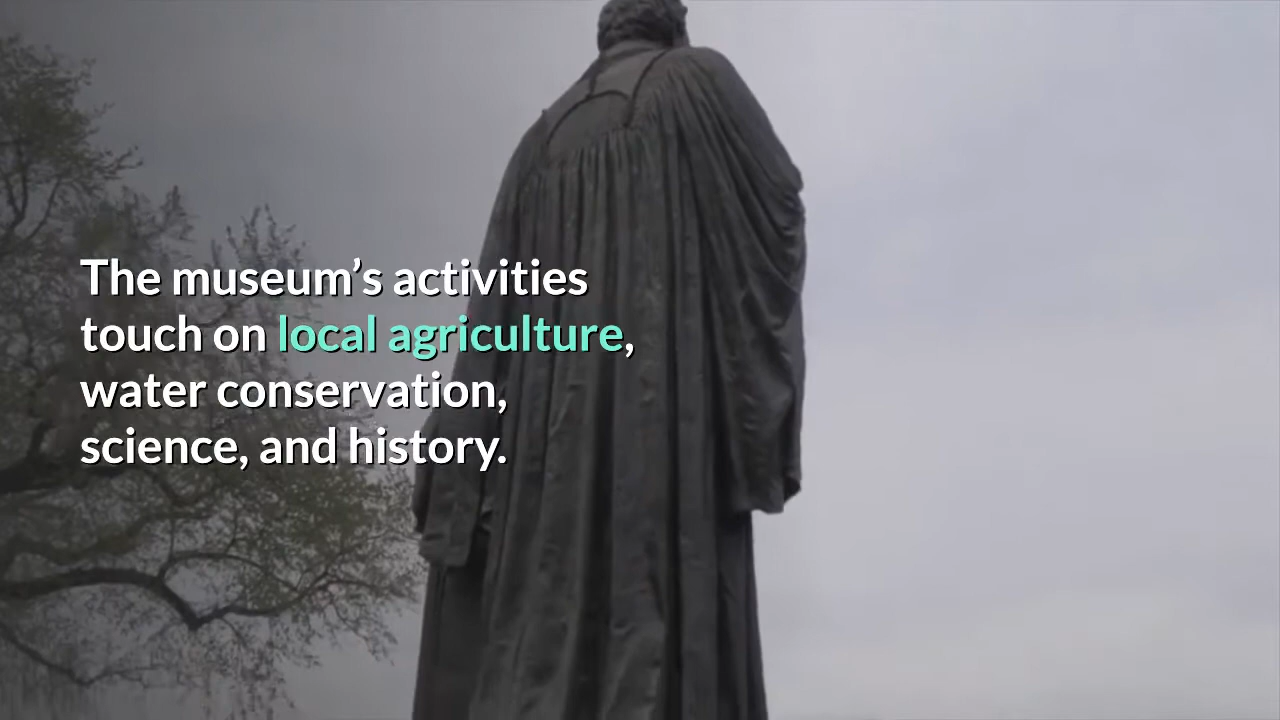 The museum’s activities
touch on local agriculture,
water conservation,
science, and history.